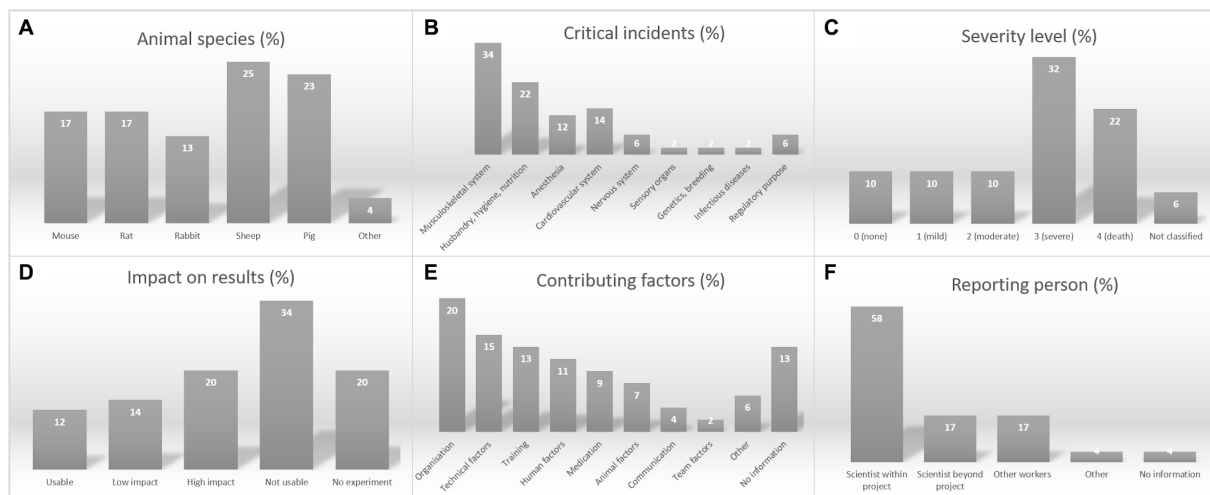 A
Animal species (%)
17
17
13
25
23
4
Mouse
Rat
Rabbit
Sheep
Pig
Other
B
Critical incidents (%)
34
22
12
14
6
2
2
2
6
Musculoskeletal system
Husbandry, hygiene, nutrition
Anesthesia
Cardiovascular system
Nervous system
Sensory organs
Genetics, breeding
Infectious diseases
Regulatory purpose
C
Severity level (%)
10
10
10
32
22
6
0 (none)
1 (mild)
2 (moderate)
3 (severe)
4 (death)
Not classified
D
Impact on results (%)
12
14
20
34
20
Usable
Low impact
High impact
Not usable
No experiment
E
Contributing factors (%)
20
15
13
11
9
7
4
2
6
13
Organisation
Technical factors
Training
Human factors
Medication
Animal factors
Communication
Team factors
Other
No information
F
Reporting person (%)
58
17
17
4
4
Scientist within
project
Scientist beyond
project
Other workers
Other
No information